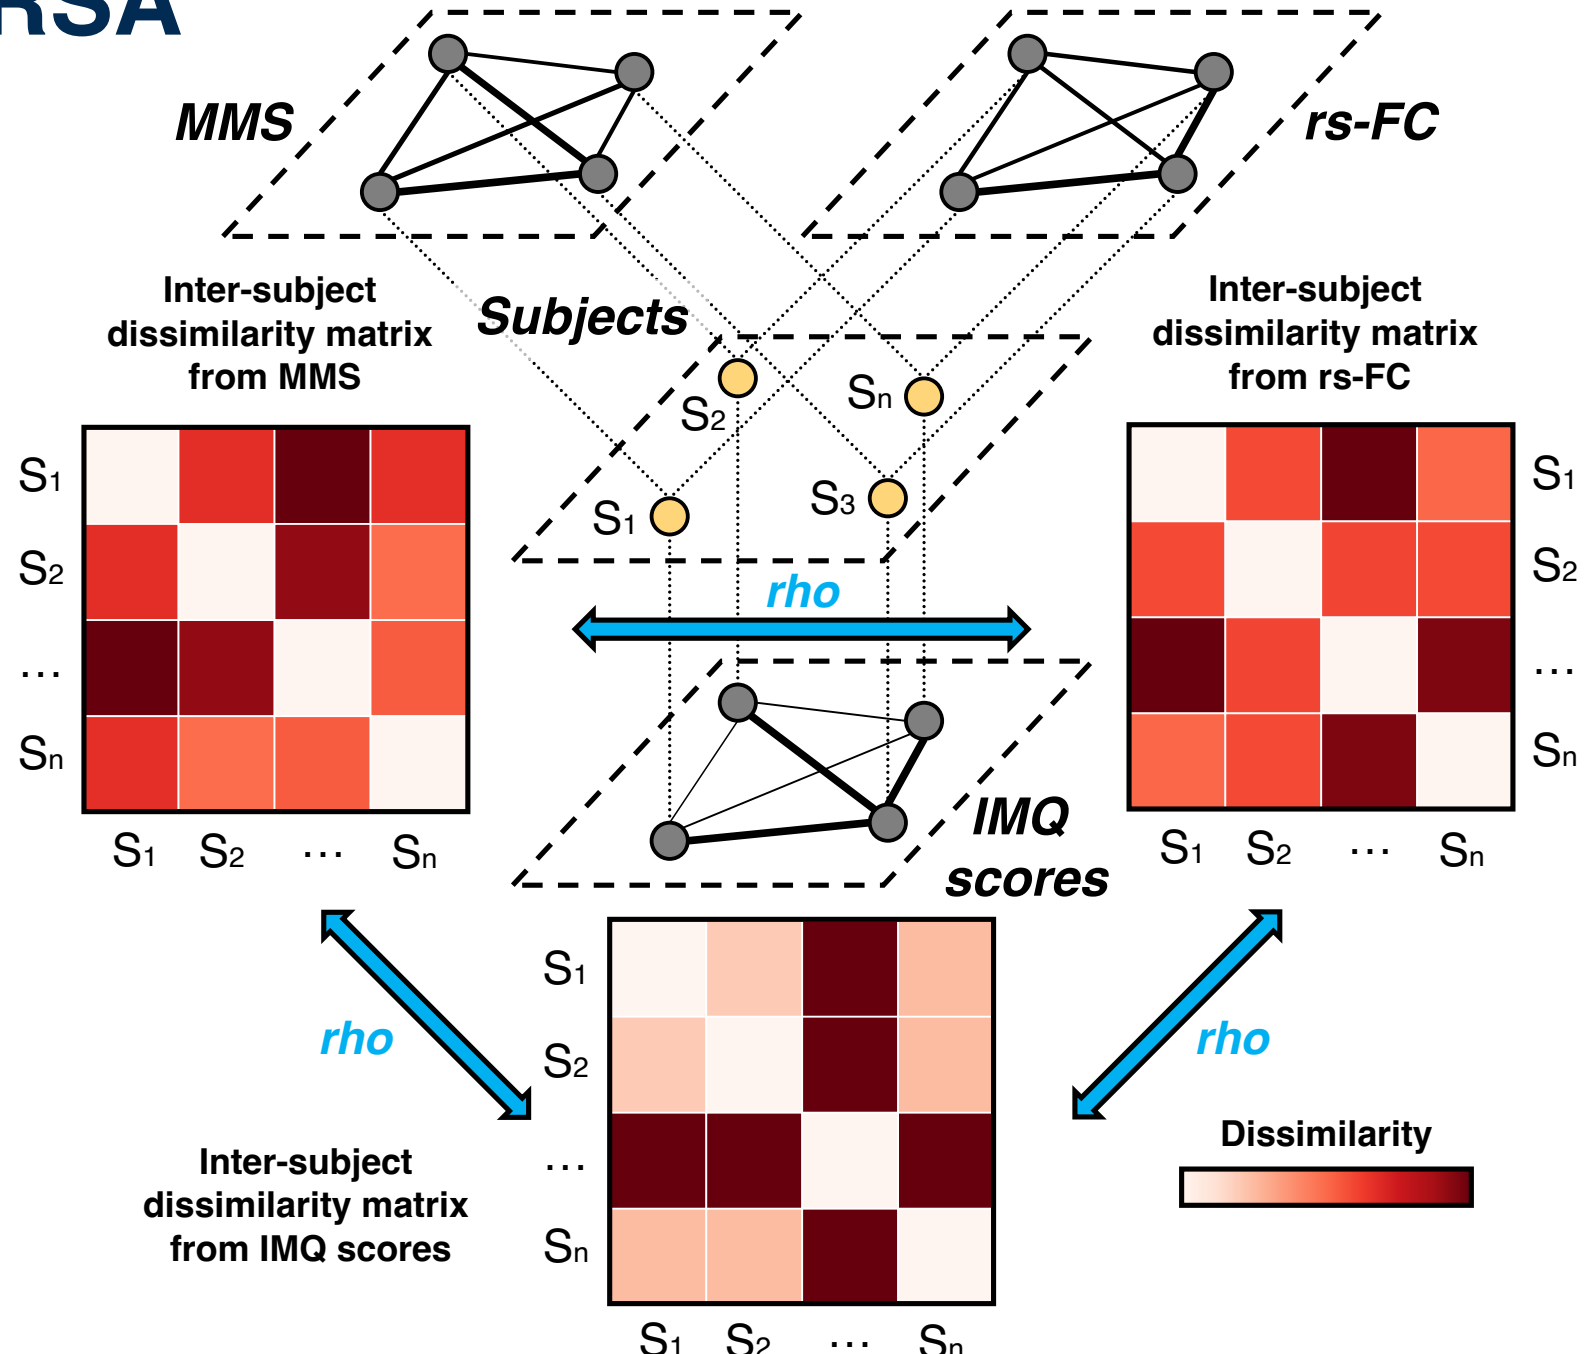 RSA
MMS
rs-FC
Inter-subject
dissimilarity matrix
from MMS
Subjects
Inter-subject
dissimilarity matrix
from rs-FC
S2
Sn
S1
S3
S1
S2
...
Sn
S1 S2 ... Sn
S1
S2
...
Sn
S1 S2 ... Sn
rho
IMQ
scores
rho
rho
S1
S2
...
Sn
S1 S2 ... Sn
Inter-subject
dissimilarity matrix
from IMQ scores
Dissimilarity